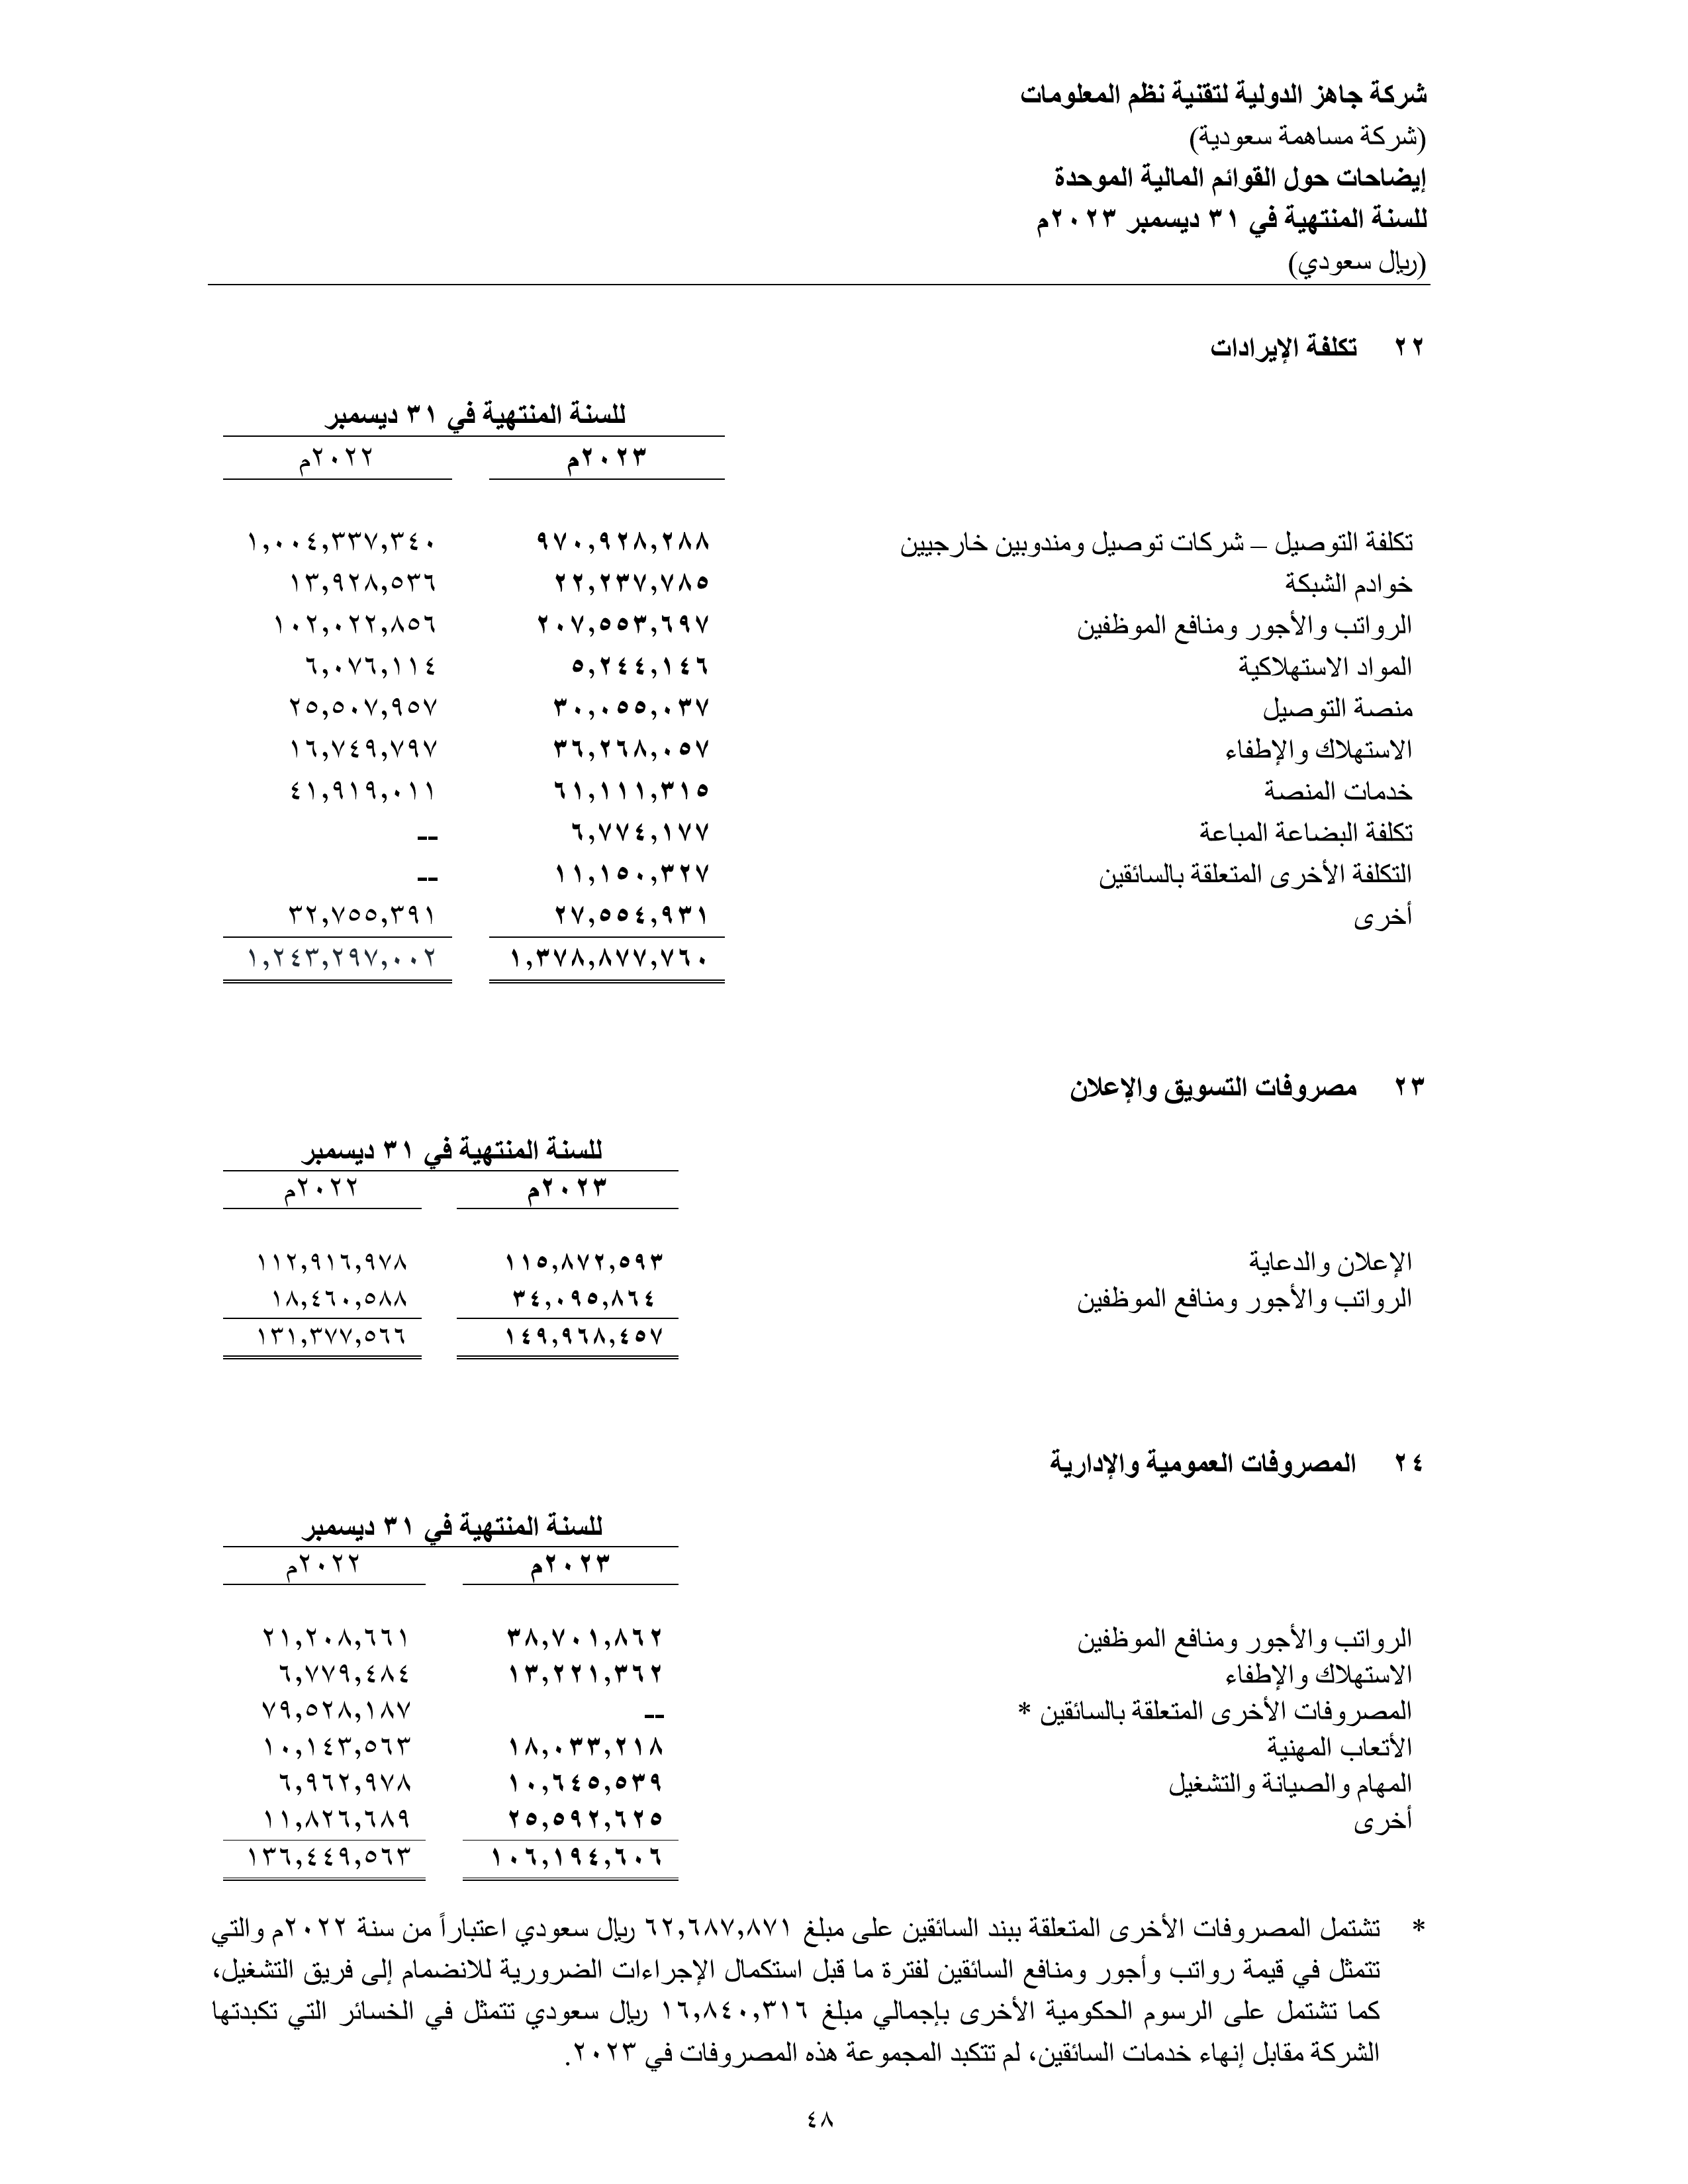 شركة جاهز الدولية لتقنية نظم المعلومات
(شركة مساهمة سعودية)
إيضاحات حول القوائم المالية الموحدة
للسنة المنتهية في ٣١ ديسمبر ٢٠٢٣م
(ريال سعودي)
٢٢ تكلفة الإيرادات
للسنة المنتهية في ٣١ ديسمبر
٢٠٢٣م ٢٠٢٢م
تكلفة التوصيل – شركات توصيل ومندوبين خارجيين ٩٧٠,٩٢٨,٢٨٨ ١,٠٠٤,٣٣٧,٣٤٠
خوادم الشبكة ٢٢,٢٣٧,٧٨٥ ١٣,٩٢٨,٥٣٦
الرواتب والأجور ومنافع الموظفين ٢٠٧,٥٥٣,٦٩٧ ١٠٢,٠٢٢,٨٥٦
المواد الاستهلاكية ٥,٢٤٤,١٤٦ ٦,٠٧٦,١١٤
منصة التوصيل ٣٠,٠٥٥,٠٣٧ ٢٥,٥٠٧,٩٥٧
الاستهلاك والإطفاء ٣٦,٢٦٨,٠٥٧ ١٦,٧٤٩,٧٩٧
خدمات المنصة ٦١,١١١,٣١٥ ٤١,٩١٩,٠١١
تكلفة البضاعة المباعة ٦,٧٧٤,١٧٧ --
التكلفة الأخرى المتعلقة بالسائقين ١١,١٥٠,٣٢٧ --
أخرى ٢٧,٥٥٤,٩٣١ ٣٢,٧٥٥,٣٩١
١,٣٧٨,٨٧٧,٧٦٠ ١,٢٤٣,٢٩٧,٠٠٢
٢٣ مصروفات التسويق والإعلان
للسنة المنتهية في ٣١ ديسمبر
٢٠٢٣م ٢٠٢٢م
الإعلان والدعاية ١١٥,٨٧٢,٥٩٣ ١١٢,٩١٦,٩٧٨
الرواتب والأجور ومنافع الموظفين ٣٤,٠٩٥,٨٦٤ ١٨,٤٦٠,٥٨٨
١٤٩,٩٦٨,٤٥٧ ١٣١,٣٧٧,٥٦٦
٢٤ المصروفات العمومية والإدارية
للسنة المنتهية في ٣١ ديسمبر
٢٠٢٣م ٢٠٢٢م
الرواتب والأجور ومنافع الموظفين ٣٨,٧٠١,٨٦٢ ٢١,٢٠٨,٦٦١
الاستهلاك والإطفاء ١٣,٢٢١,٣٦٢ ٦,٧٧٩,٤٨٤
المصروفات الأخرى المتعلقة بالسائقين * -- ٧٩,٥٢٨,١٨٧
الأتعاب المهنية ١٨,٠٣٣,٢١٨ ١٠,١٤٣,٥٦٣
المهام والصيانة والتشغيل ١٠,٦٤٥,٥٣٩ ٦,٩٦٢,٩٧٨
أخرى ٢٥,٥٩٢,٦٢٥ ١١,٨٢٦,٦٨٩
١٠٦,١٩٤,٦٠٦ ١٣٦,٤٤٩,٥٦٣
* تشتمل المصروفات الأخرى المتعلقة ببند السائقين على مبلغ ٦٢,٦٨٧,٨٧١ ريال سعودي اعتباراً من سنة ٢٠٢٢م والتي
تتمثل في قيمة رواتب وأجور ومنافع السائقين لفترة ما قبل استكمال الإجراءات الضرورية للانضمام إلى فريق التشغيل،
كما تشتمل على الرسوم الحكومية الأخرى بإجمالي مبلغ ١٦,٨٤٠,٣١٦ ريال سعودي تتمثل في الخسائر التي تكبدتها
الشركة مقابل إنهاء خدمات السائقين، لم تتكبد المجموعة هذه المصروفات في ٢٠٢٣.
٤٨